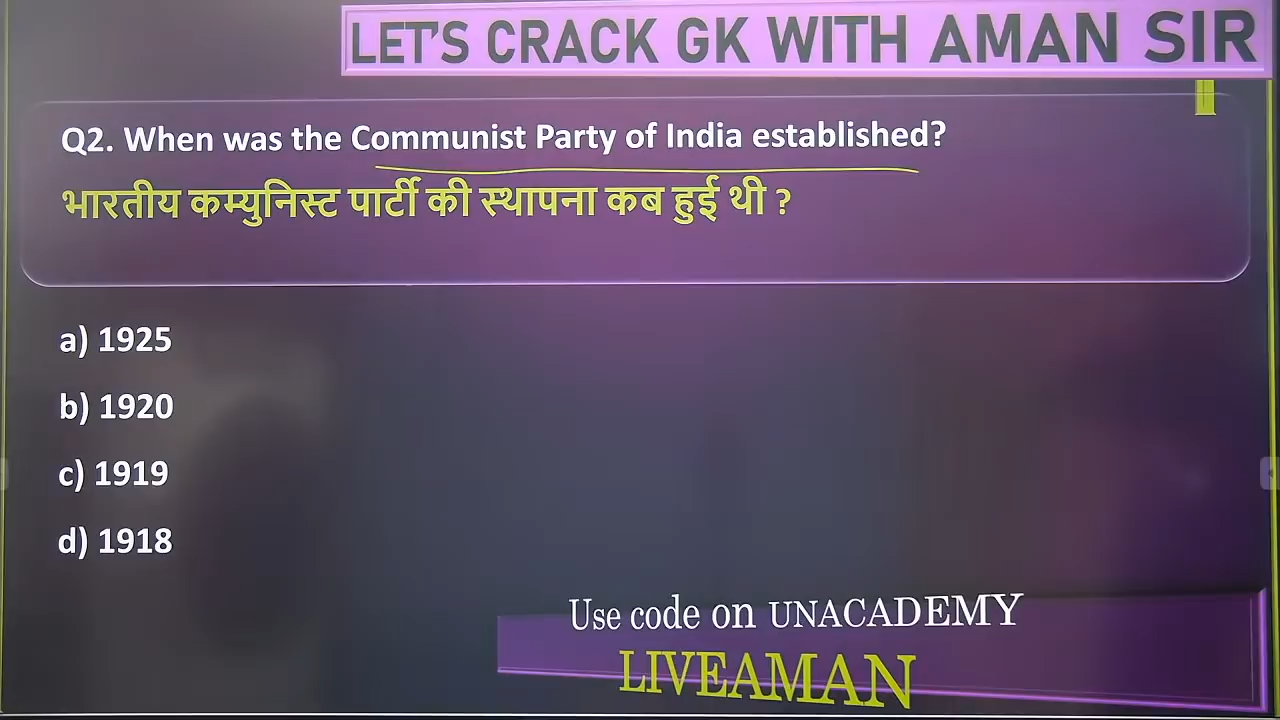 LET'S CRACK GK WITH AMAN SIR
Q2. When was the Communist Party of India established?
भारतीय कम्युनिस्ट पार्टी की स्थापना कब हुई थी ?
a) 1925
b) 1920
c) 1919
d) 1918
Use code on UNACADEMY
LIVEAMAN